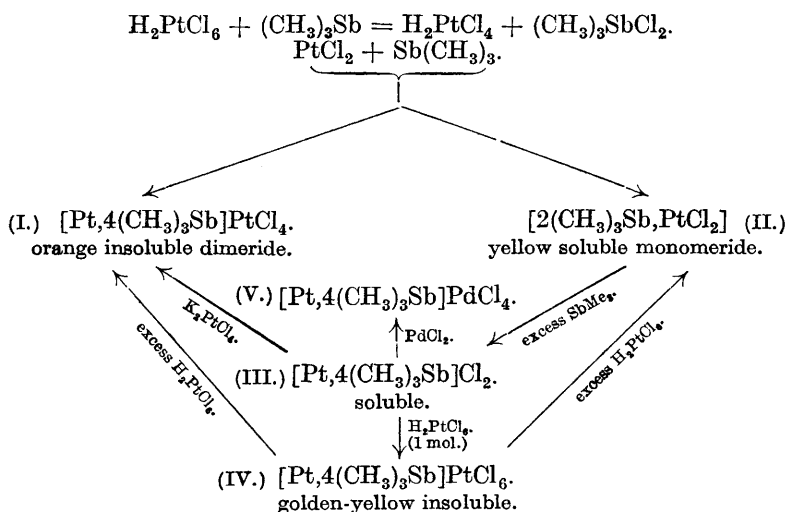 H₂PtCl₆ + (CH₃)₃Sb = H₂PtCl₄ + (CH₃)₃SbCl₂.
PtCl₂ + Sb(CH₃)₃.
(I.) [Pt,4(CH₃)₃Sb]PtCl₄.
orange insoluble dimeride.
[2(CH₃)₃Sb,PtCl₂] (II.)
yellow soluble monomeride.
(V.) [Pt,4(CH₃)₃Sb]PdCl₄.
K₂PtCl₄.
PdCl₂.
excess SbMe₃.
excess H₂PtCl₆.
(III.) [Pt,4(CH₃)₃Sb]Cl₂.
soluble.
excess H₂PtCl₆.
H₂PtCl₆.
(1 mol.)
(IV.) [Pt,4(CH₃)₃Sb]PtCl₆.
golden-yellow insoluble.